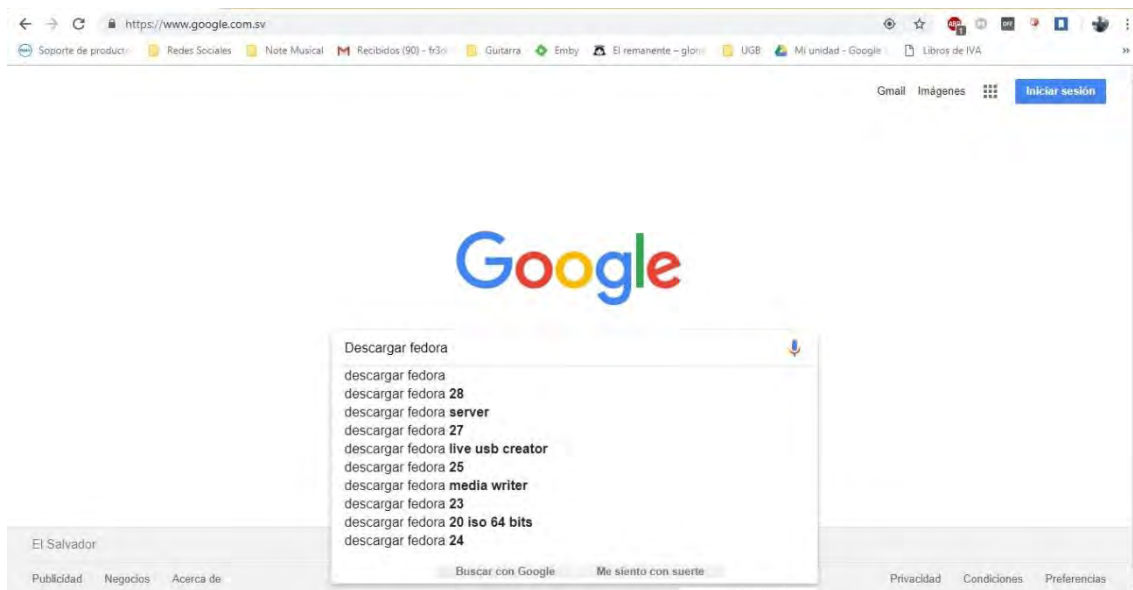 https://www.google.com.sv
Soporte de product Redes Sociales Note Musical Recibidos (90) - fr3 Guitarra Emby El remanente – glori UGB Mi unidad - Google Libros de IVA »
Gmail Imágenes Iniciar sesión
Google
Descargar fedora
descargar fedora
descargar fedora 28
descargar fedora server
descargar fedora 27
descargar fedora live usb creator
descargar fedora 25
descargar fedora media writer
descargar fedora 23
descargar fedora 20 iso 64 bits
descargar fedora 24
Buscar con Google Me siento con suerte
El Salvador
Publicidad Negocios Acerca de Privacidad Condiciones Preferencias